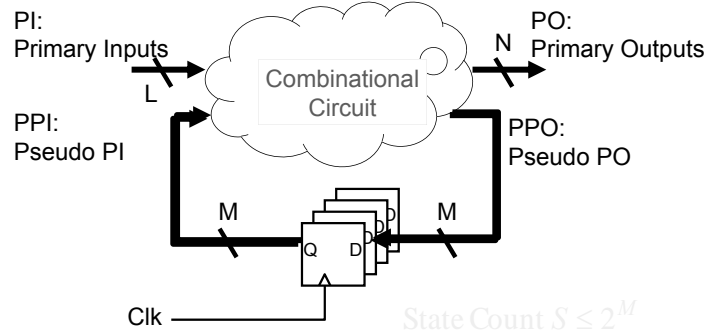 PI:
Primary Inputs
L
PO:
Primary Outputs
N
Combinational
Circuit
PPI:
Pseudo PI
PPO:
Pseudo PO
M
M
Q D D D D
Clk
State Count S ≤ 2^M